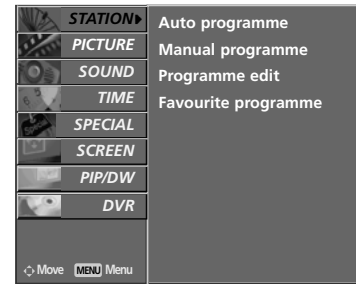 STATION
PICTURE
SOUND
TIME
SPECIAL
SCREEN
PIP/DW
DVR
Move MENU Menu
Auto programme
Manual programme
Programme edit
Favourite programme